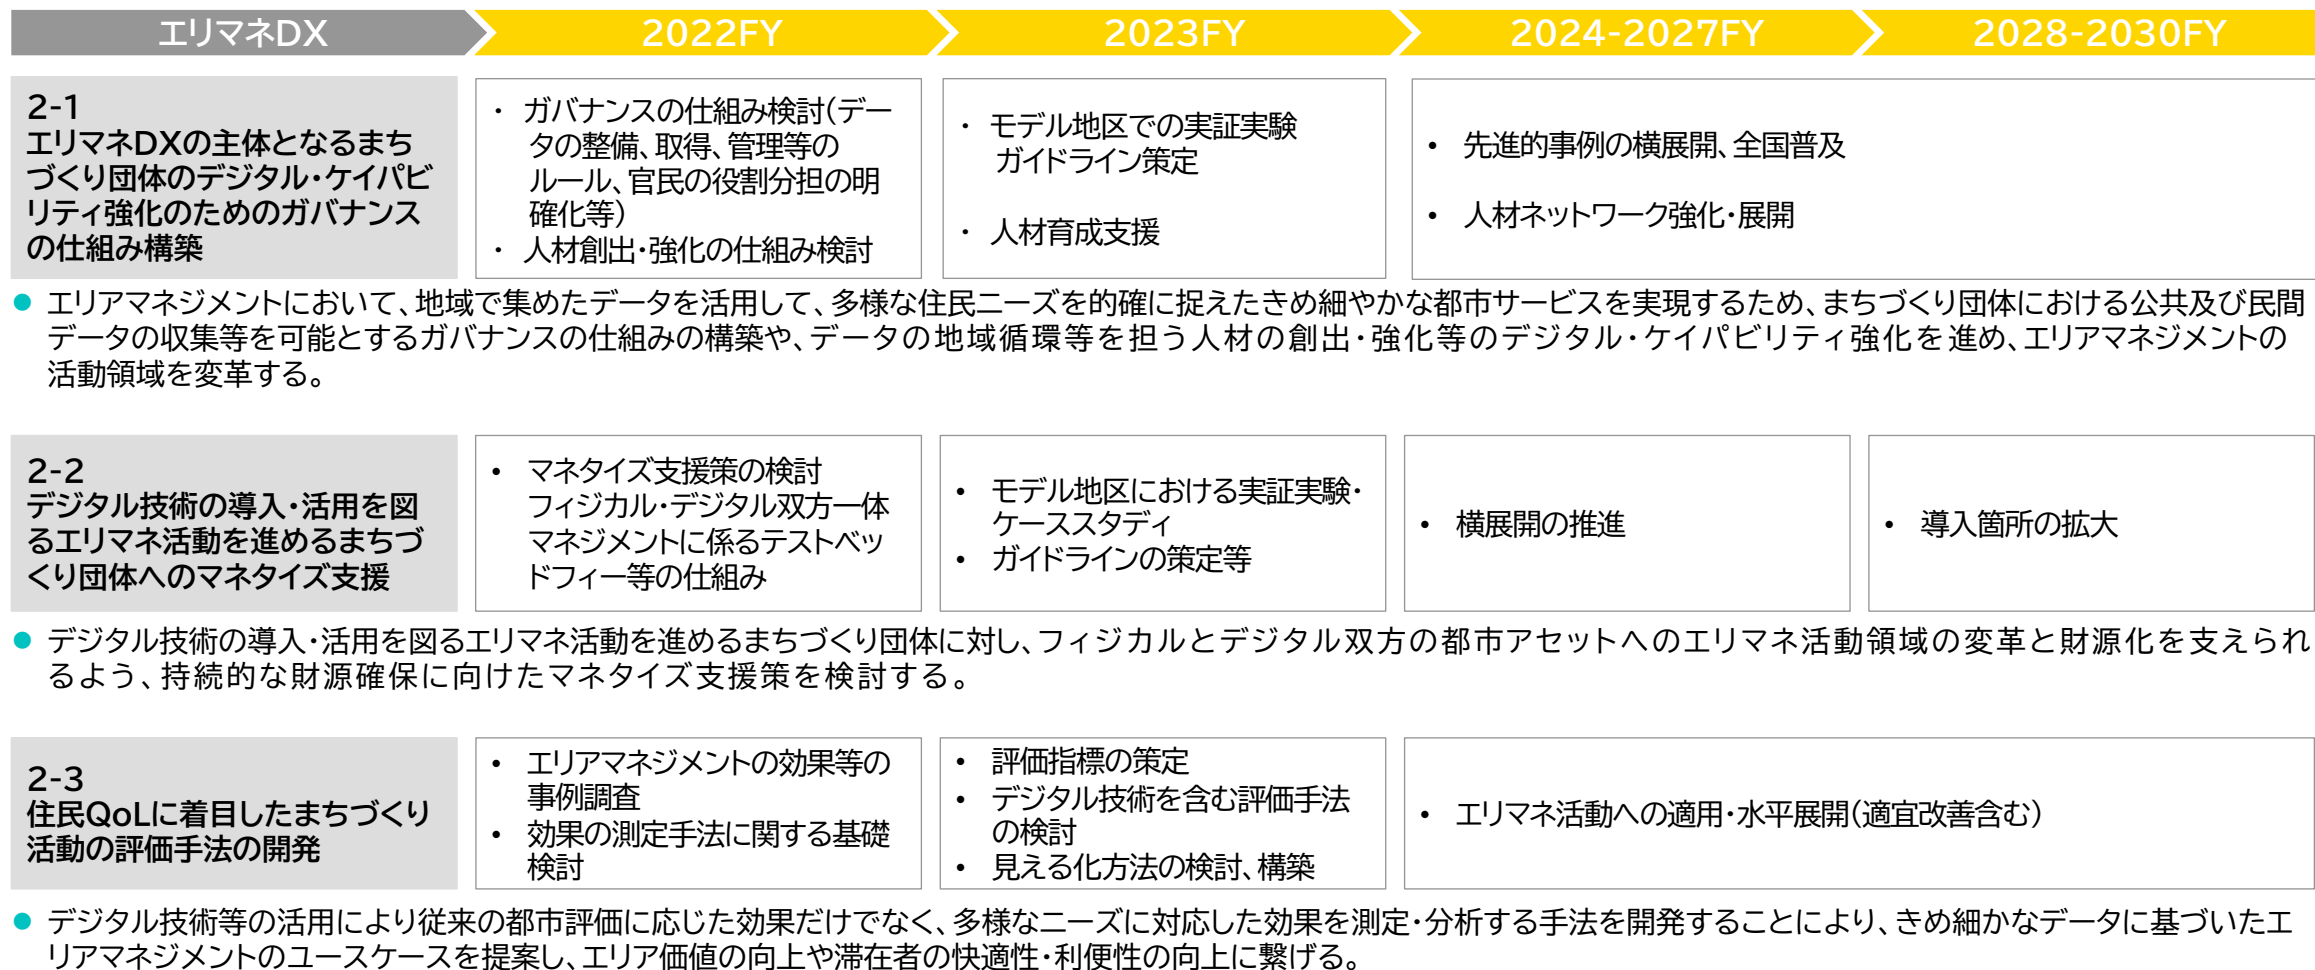 エリマネDX
2022FY
2023FY
2024-2027FY
2028-2030FY
2-1
エリマネDXの主体となるまち
づくり団体のデジタル・ケイパビ
リティ強化のためのガバナンス
の仕組み構築
・ ガバナンスの仕組み検討(デー
タの整備、取得、管理等の
ルール、官民の役割分担の明
確化等)
・ 人材創出・強化の仕組み検討
・ モデル地区での実証実験
ガイドライン策定
・ 人材育成支援
• 先進的事例の横展開、全国普及
• 人材ネットワーク強化・展開
● エリアマネジメントにおいて、地域で集めたデータを活用して、多様な住民ニーズを的確に捉えたきめ細やかな都市サービスを実現するため、まちづくり団体における公共及び民間
データの収集等を可能とするガバナンスの仕組みの構築や、データの地域循環等を担う人材の創出・強化等のデジタル・ケイパビリティ強化を進め、エリアマネジメントの
活動領域を変革する。
2-2
デジタル技術の導入・活用を図
るエリマネ活動を進めるまちづ
くり団体へのマネタイズ支援
• マネタイズ支援策の検討
フィジカル・デジタル双方一体
マネジメントに係るテストベッ
ドフィー等の仕組み
• モデル地区における実証実験・
ケーススタディ
• ガイドラインの策定等
• 横展開の推進
• 導入箇所の拡大
● デジタル技術の導入・活用を図るエリマネ活動を進めるまちづくり団体に対し、フィジカルとデジタル双方の都市アセットへのエリマネ活動領域の変革と財源化を支えられ
るよう、持続的な財源確保に向けたマネタイズ支援策を検討する。
2-3
住民QoLに着目したまちづくり
活動の評価手法の開発
• エリアマネジメントの効果等の
事例調査
• 効果の測定手法に関する基礎
検討
• 評価指標の策定
• デジタル技術を含む評価手法
の検討
• 見える化方法の検討、構築
• エリマネ活動への適用・水平展開(適宜改善含む)
● デジタル技術等の活用により従来の都市評価に応じた効果だけでなく、多様なニーズに対応した効果を測定・分析する手法を開発することにより、きめ細かなデータに基づいたエ
リアマネジメントのユースケースを提案し、エリア価値の向上や滞在者の快適性・利便性の向上に繋げる。